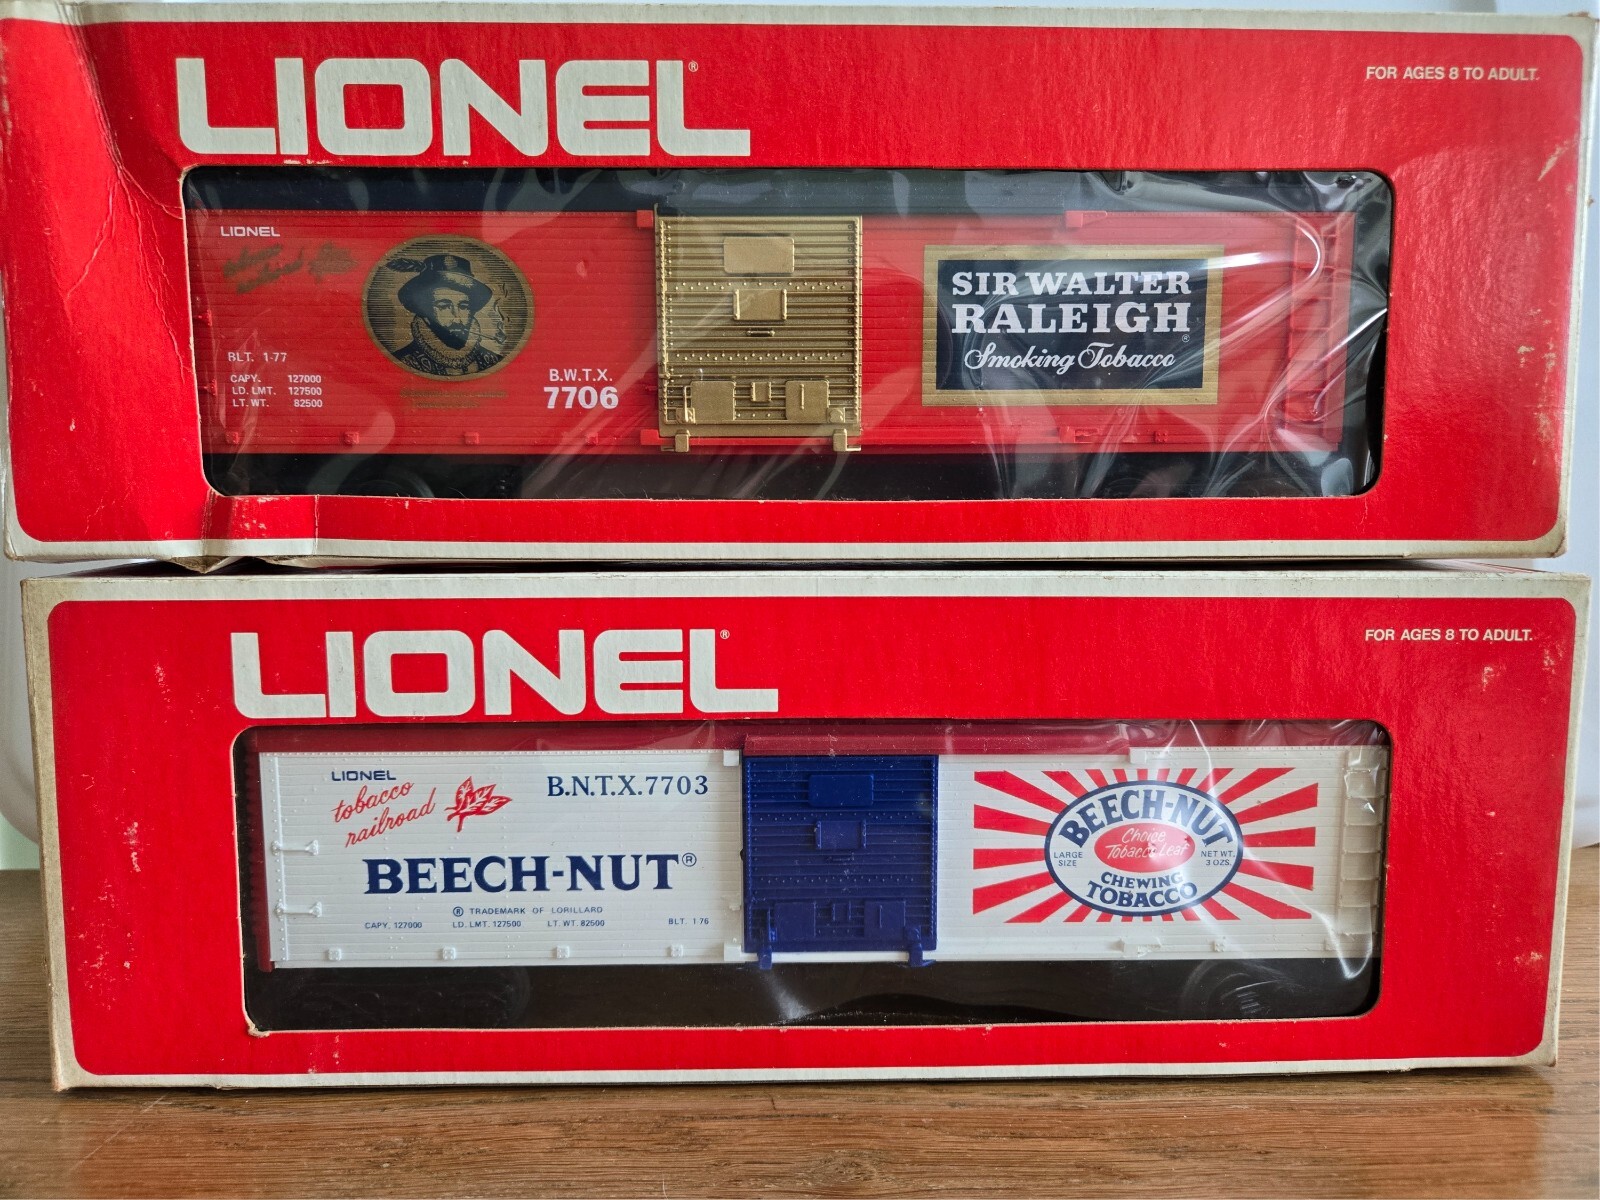 LIONEL®
FOR AGES 8 TO ADULT.
LIONEL
BLT. 1-77
CAPY. 127000
LD. LMT. 127500
LT. WT. 82500
B.W.T.X.
7706
SIR WALTER
RALEIGH®
Smoking Tobacco
LIONEL®
FOR AGES 8 TO ADULT.
LIONEL
tobacco
railroad
B.N.T.X. 7703
BEECH-NUT®
® TRADEMARK OF LORILLARD
CAPY. 127000 LD. LMT. 127500 LT. WT. 82500 BLT. 1-76
BEECH-NUT
Choice
Tobacco Leaf
LARGE
SIZE
NET WT.
3 OZS.
CHEWING
TOBACCO